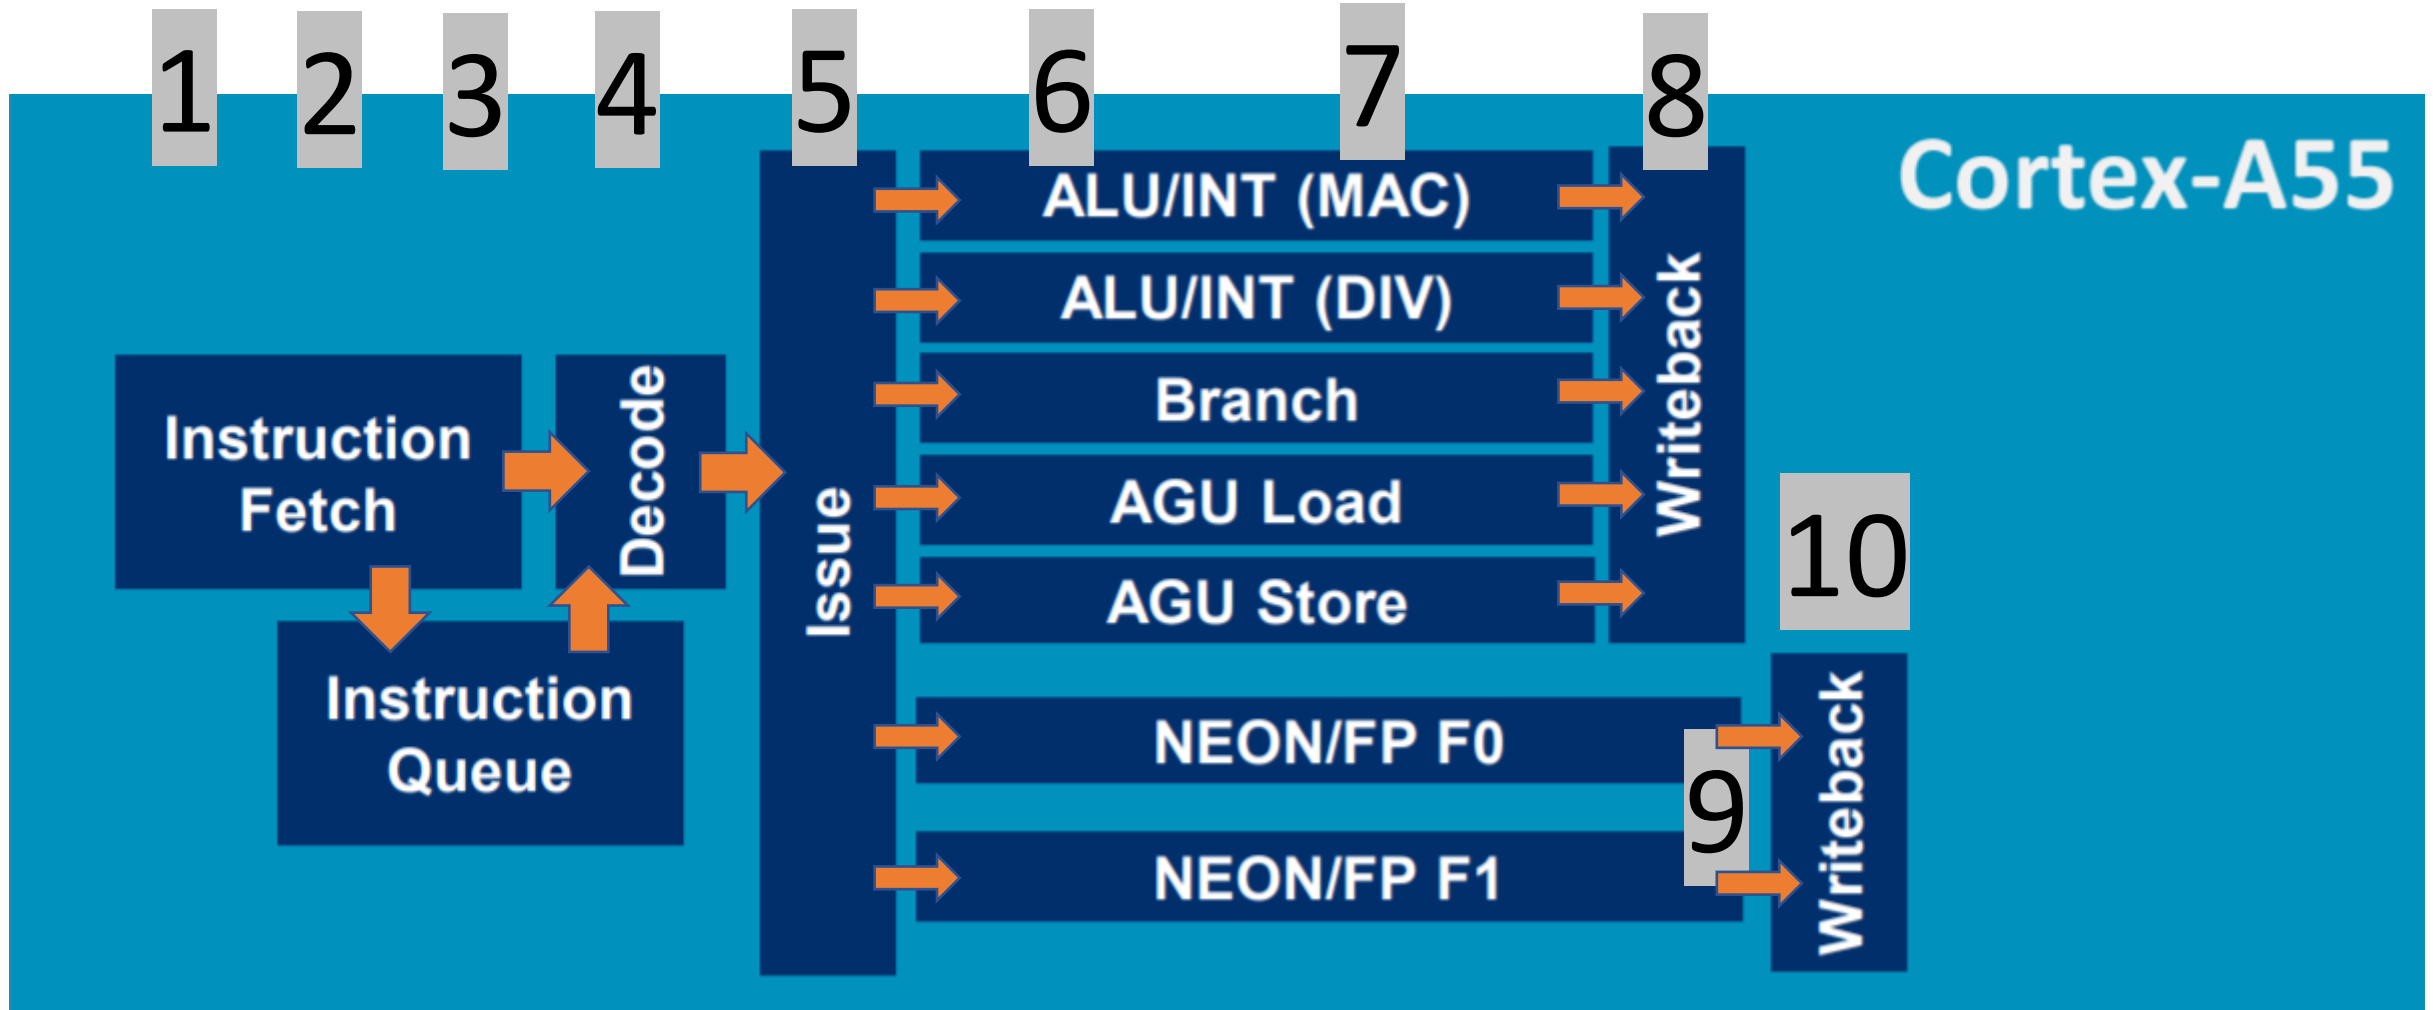 1 2 3 4 5 6 7 8
Cortex-A55
ALU/INT (MAC)
ALU/INT (DIV)
Branch
AGU Load
AGU Store
Writeback
Instruction
Fetch
Decode
Issue
Instruction
Queue
10
NEON/FP F0
9
NEON/FP F1
Writeback